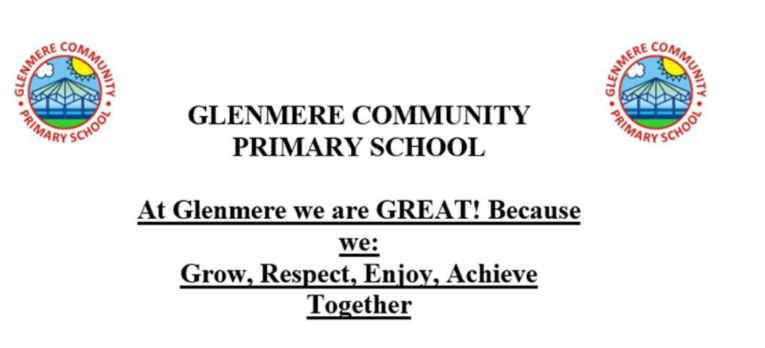 GLENMERE COMMUNITY
PRIMARY SCHOOL
GLENMERE COMMUNITY
PRIMARY SCHOOL
GLENMERE COMMUNITY
PRIMARY SCHOOL
At Glenmere we are GREAT! Because
we:
Grow, Respect, Enjoy, Achieve
Together